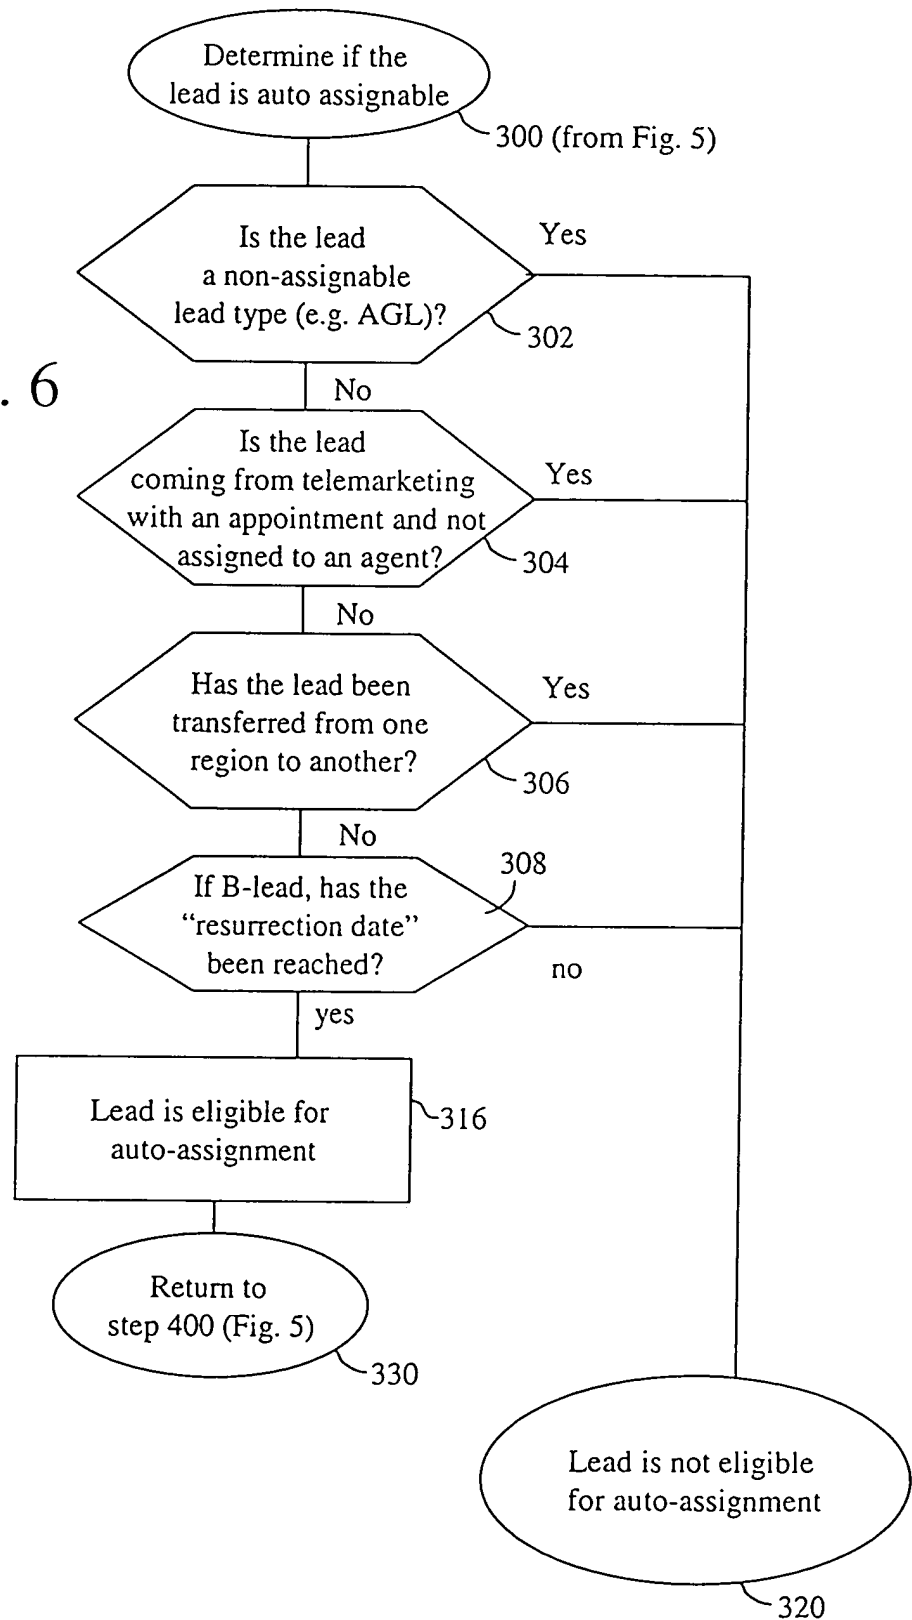 Determine if the
lead is auto assignable
300 (from Fig. 5)
Is the lead
a non-assignable
lead type (e.g. AGL)?
Yes
302
. 6
No
Is the lead
coming from telemarketing
with an appointment and not
assigned to an agent?
Yes
304
No
Has the lead been
transferred from one
region to another?
Yes
306
No
308
If B-lead, has the
“resurrection date”
been reached?
no
yes
Lead is eligible for
auto-assignment
316
Return to
step 400 (Fig. 5)
330
Lead is not eligible
for auto-assignment
320